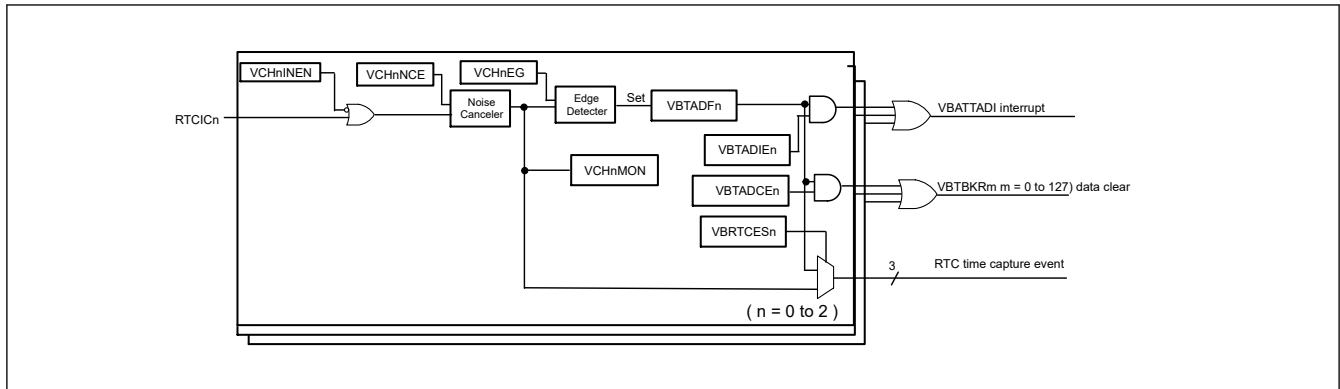 VCHnINEN
VCHnNCE
VCHnEG
RTCICn
Noise
Canceler
Edge
Detecter
Set
VBTADFn
VBATTADI interrupt
VBTADIEn
VCHnMON
VBTADCEn
VBTBKRm m = 0 to 127) data clear
VBRTCESn
3
RTC time capture event
( n = 0 to 2 )